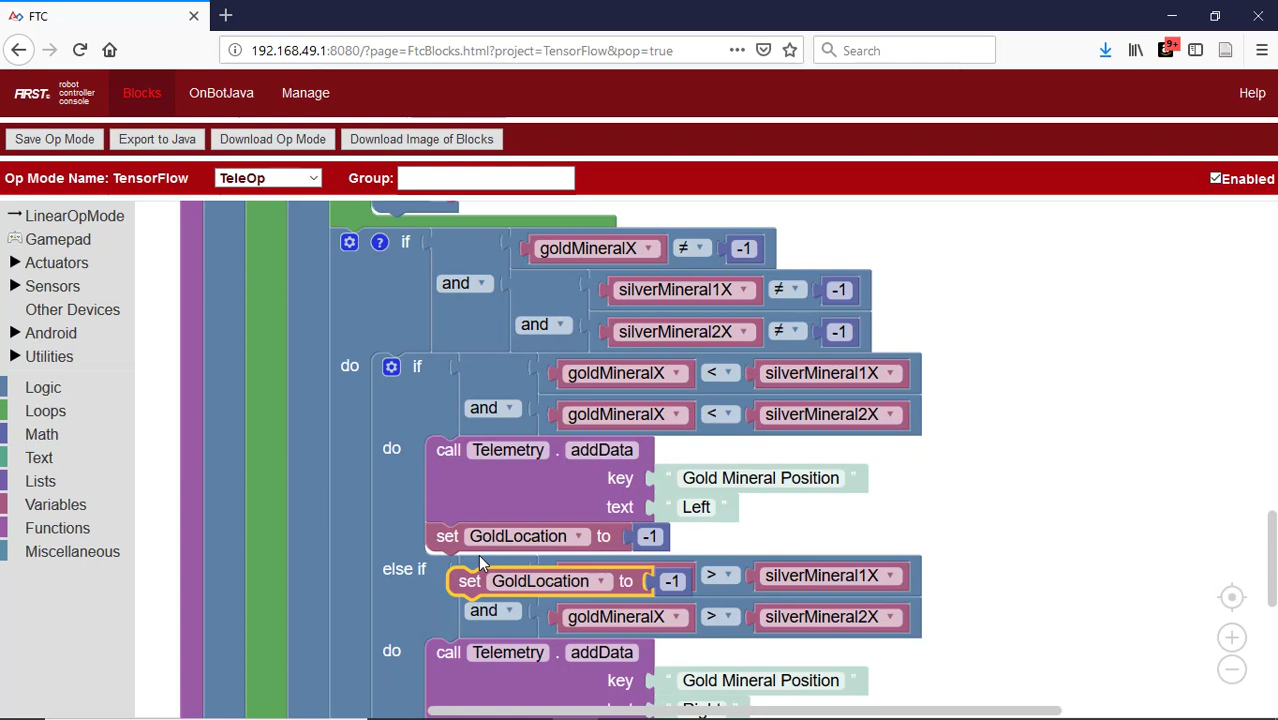 FTC
192.168.49.1:8080/?page=FtcBlocks.html?project=TensorFlow&pop=true
Search
9+
FIRST. robot controller console
Blocks
OnBotJava
Manage
Help
Save Op Mode
Export to Java
Download Op Mode
Download Image of Blocks
Op Mode Name: TensorFlow
TeleOp
Group:
Enabled
LinearOpMode
Gamepad
Actuators
Sensors
Other Devices
Android
Utilities
Logic
Loops
Math
Text
Lists
Variables
Functions
Miscellaneous
if goldMineralX ≠ -1
and silverMineral1X ≠ -1
and silverMineral2X ≠ -1
do if goldMineralX < silverMineral1X
and goldMineralX < silverMineral2X
do call Telemetry . addData
key “ Gold Mineral Position ”
text “ Left ”
set GoldLocation to -1
else if > silverMineral1X
set GoldLocation to -1
and goldMineralX > silverMineral2X
do call Telemetry . addData
key “ Gold Mineral Position ”